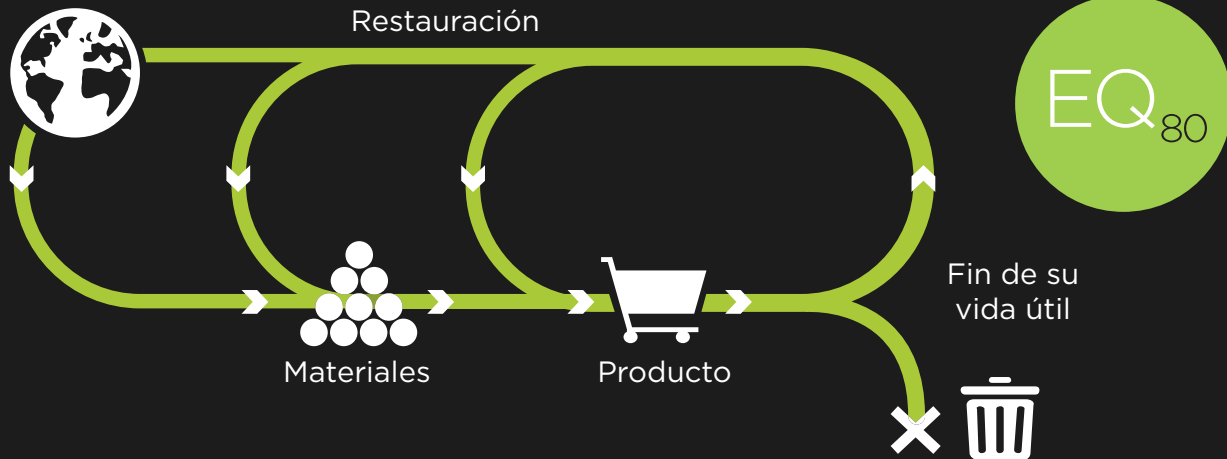 Restauración
EQ80
Fin de su
vida útil
Materiales
Producto